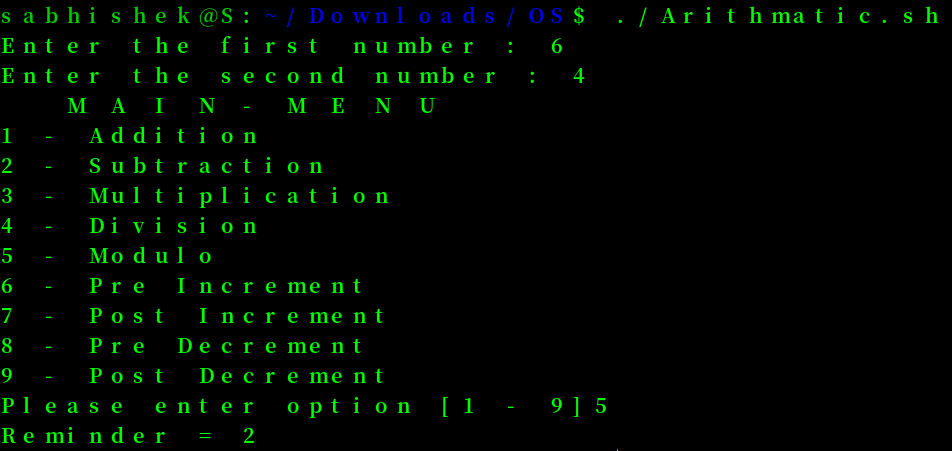 sabhishek@S:~/Downloads/OS$ ./Arithmatic.sh
Enter the first number : 6
Enter the second number : 4
MAIN-MENU
1 - Addition
2 - Subtraction
3 - Multiplication
4 - Division
5 - Modulo
6 - Pre Increment
7 - Post Increment
8 - Pre Decrement
9 - Post Decrement
Please enter option [1 - 9]5
Reminder = 2